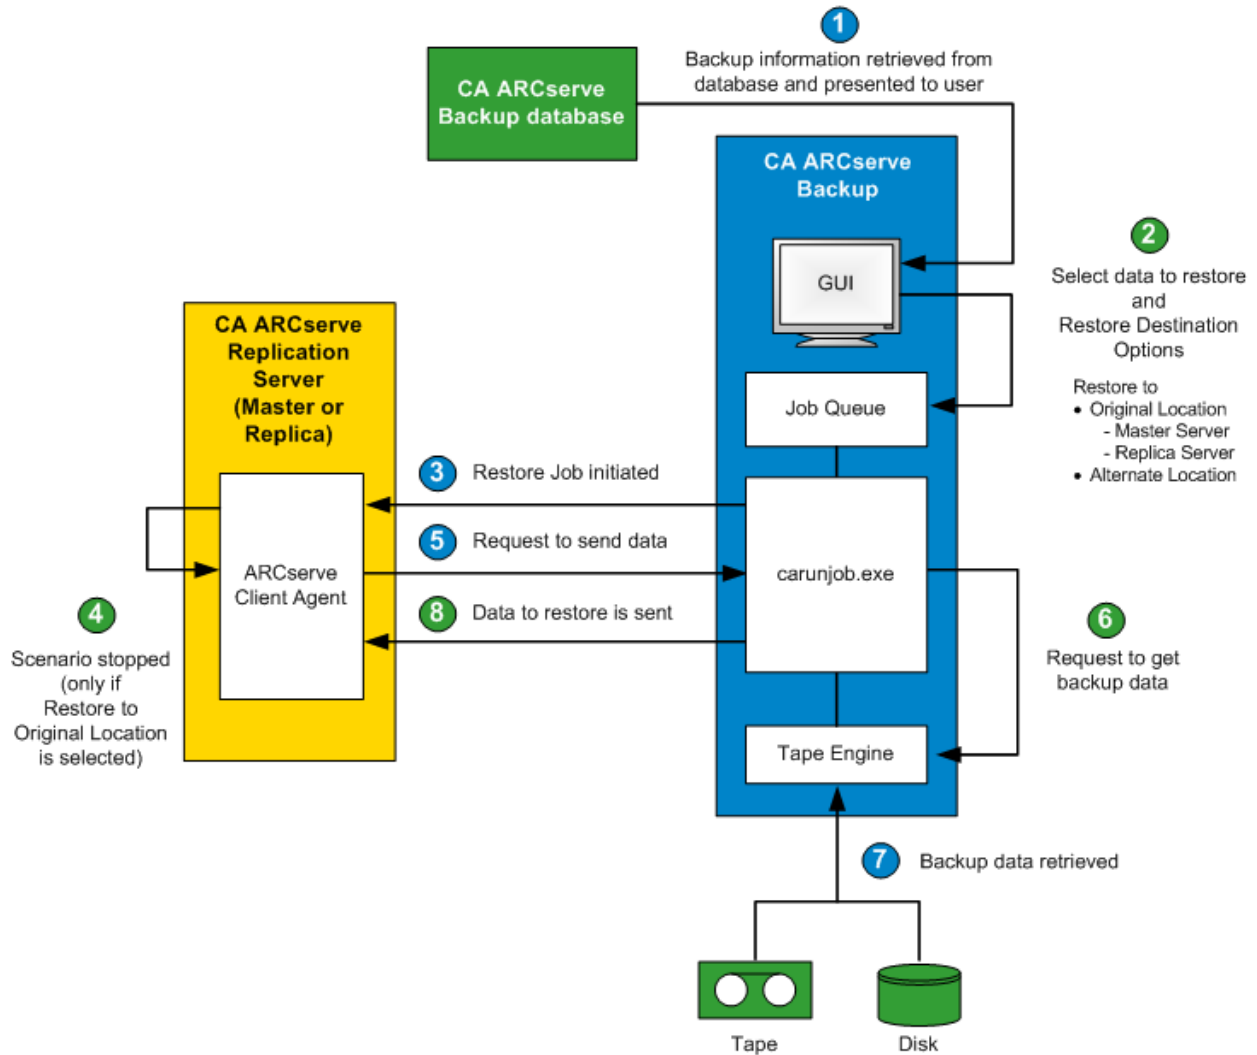 1
Backup information retrieved from
database and presented to user
CA ARCserve
Backup database
CA ARCserve
Backup
GUI
2
Select data to restore
and
Restore Destination
Options
Restore to
• Original Location
- Master Server
- Replica Server
• Alternate Location
Job Queue
CA ARCserve
Replication
Server
(Master or
Replica)
3
Restore Job initiated
5
Request to send data
8
Data to restore is sent
ARCserve
Client Agent
carunjob.exe
4
Scenario stopped
(only if
Restore to
Original Location
is selected)
6
Request to get
backup data
Tape Engine
7
Backup data retrieved
Tape
Disk